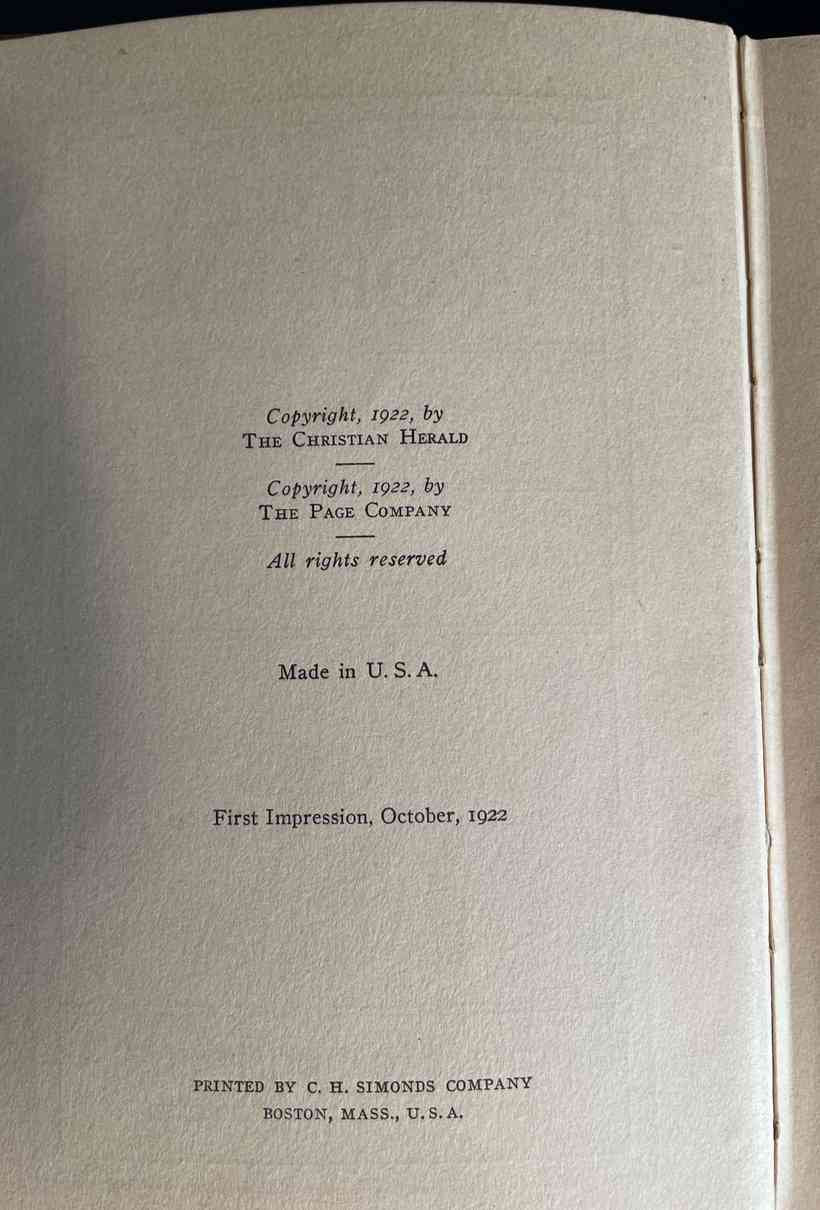 Copyright, 1922, by
THE CHRISTIAN HERALD
Copyright, 1922, by
THE PAGE COMPANY
All rights reserved
Made in U. S. A.
First Impression, October, 1922
PRINTED BY C. H. SIMONDS COMPANY
BOSTON, MASS., U. S. A.